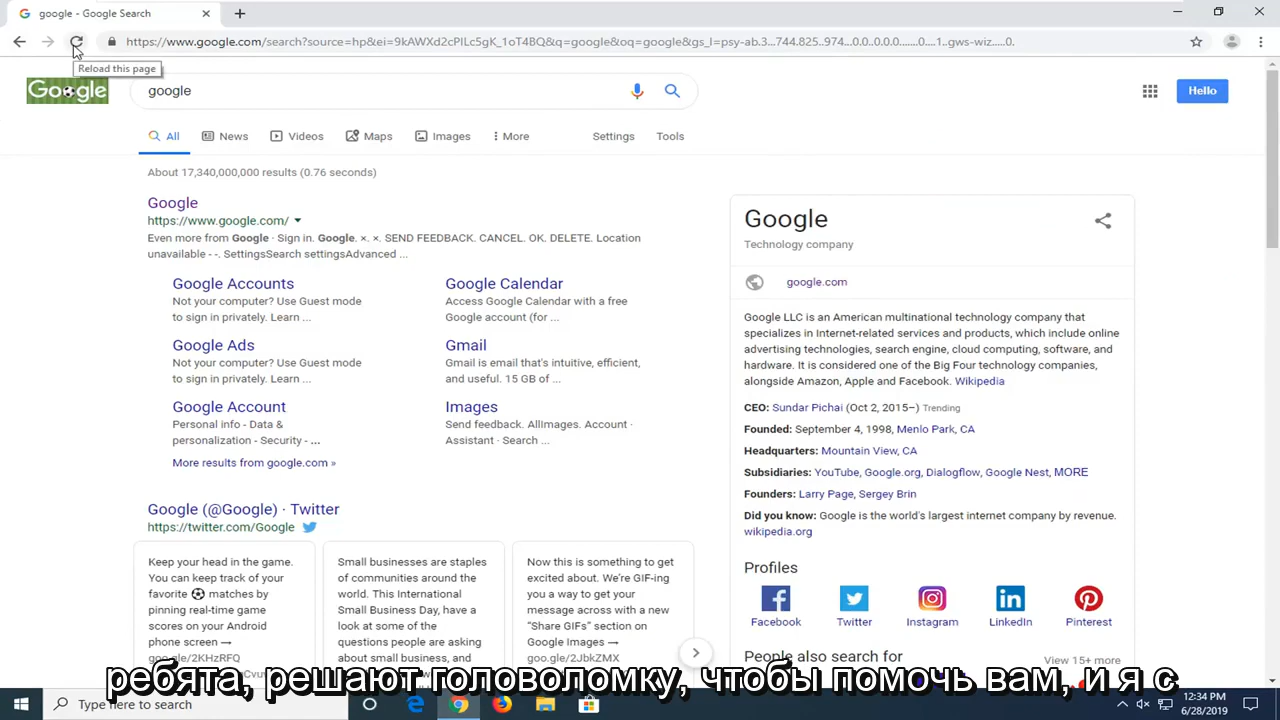 google - Google Search
https://www.google.com/search?source=hp&ei=9kAWXd2cPILc5gK_1oT4BQ&q=google&oq=google&gs_l=psy-ab.3...744.825..974...0.0..0.0.0.......0....1..gws-wiz.....0.
Reload this page
Google
google
Hello
All News Videos Maps Images More Settings Tools
About 17,340,000,000 results (0.76 seconds)
Google
https://www.google.com/
Even more from Google · Sign in. Google. ×. ×. SEND FEEDBACK. CANCEL. OK. DELETE. Location
unavailable - -. SettingsSearch settingsAdvanced ...
Google Accounts
Not your computer? Use Guest mode
to sign in privately. Learn ...
Google Calendar
Access Google Calendar with a free
Google account (for ...
Google Ads
Not your computer? Use Guest mode
to sign in privately. Learn ...
Gmail
Gmail is email that's intuitive, efficient,
and useful. 15 GB of ...
Google Account
Personal info - Data &
personalization - Security - ...
Images
Send feedback. AllImages. Account ·
Assistant · Search ...
More results from google.com »
Google (@Google) · Twitter
https://twitter.com/Google
Keep your head in the game.
You can keep track of your
favorite ⚽ matches by
pinning real-time game
scores on your Android
phone screen →
goo.gle/2KHzRFQ
Small businesses are staples
of communities around the
world. This International
Small Business Day, have a
look at some of the
questions people are asking
about small business, and
Now this is something to get
excited about. We're GIF-ing
you a way to get your
message across with a new
“Share GIFs” section on
Google Images →
goo.gle/2JbkZMX
Google
Technology company
google.com
Google LLC is an American multinational technology company that
specializes in Internet-related services and products, which include online
advertising technologies, search engine, cloud computing, software, and
hardware. It is considered one of the Big Four technology companies,
alongside Amazon, Apple and Facebook. Wikipedia
CEO: Sundar Pichai (Oct 2, 2015–) Trending
Founded: September 4, 1998, Menlo Park, CA
Headquarters: Mountain View, CA
Subsidiaries: YouTube, Google.org, Dialogflow, Google Nest, MORE
Founders: Larry Page, Sergey Brin
Did you know: Google is the world's largest internet company by revenue.
wikipedia.org
Profiles
Facebook Twitter Instagram LinkedIn Pinterest
People also search for
View 15+ more
ребята, решают головоломку, чтобы помочь вам, и я с
Type here to search
12:34 PM
6/28/2019